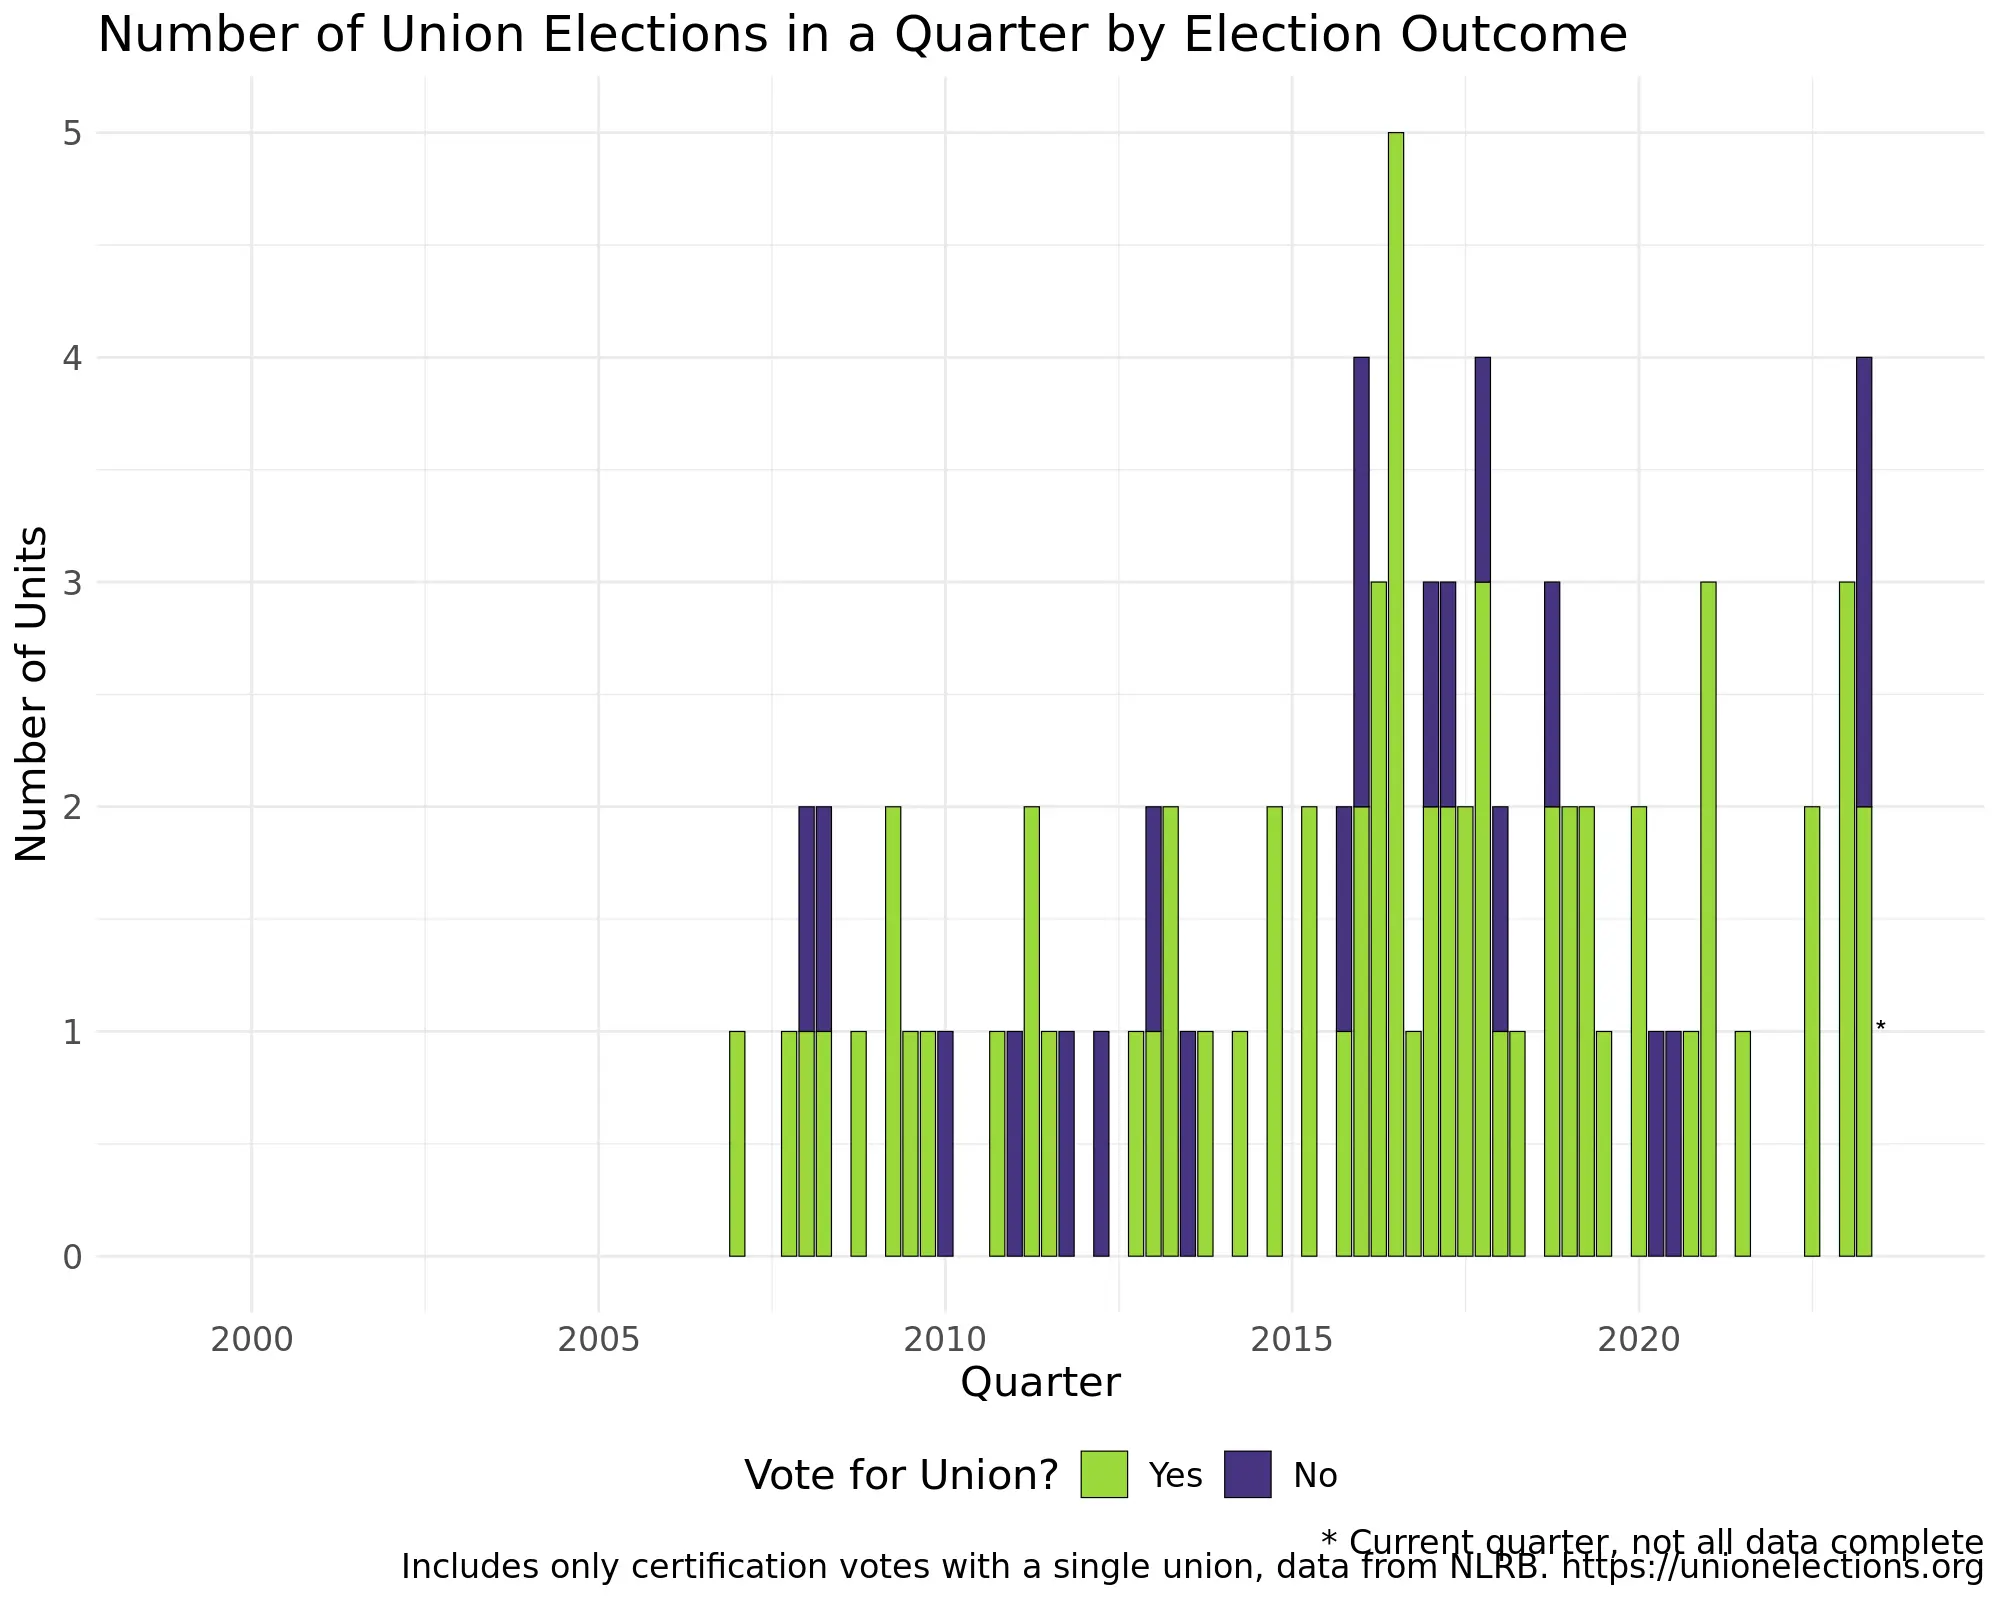 Number of Union Elections in a Quarter by Election Outcome
5
4
3
2
1
0
Number of Units
*
2000 2005 2010 2015 2020
Quarter
Vote for Union? Yes No
* Current quarter, not all data complete
Includes only certification votes with a single union, data from NLRB. https://unionelections.org